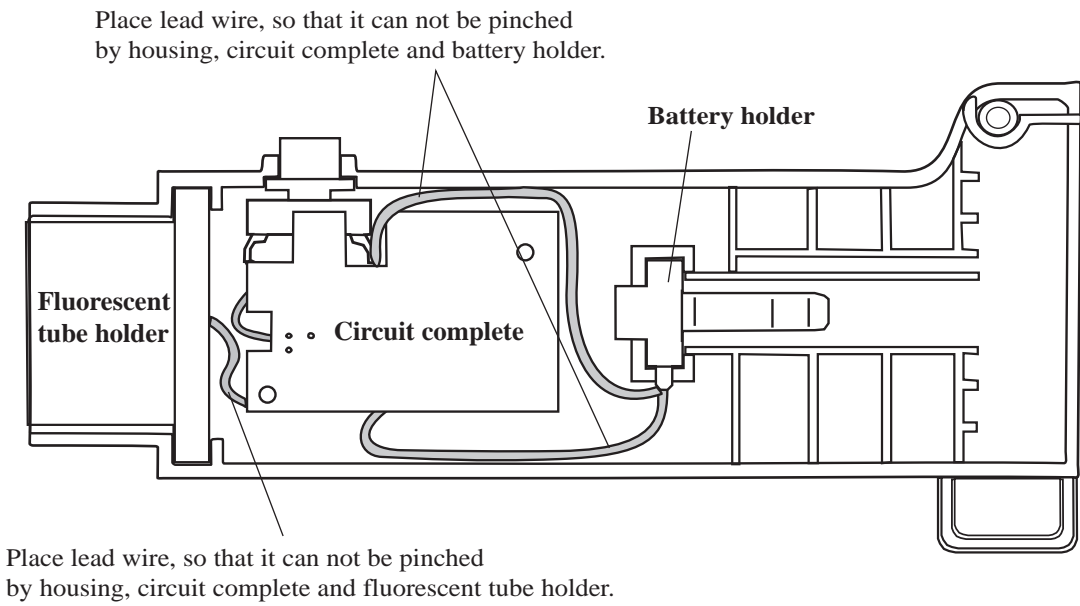 Place lead wire, so that it can not be pinched
by housing, circuit complete and battery holder.
Battery holder
Fluorescent
tube holder
Circuit complete
Place lead wire, so that it can not be pinched
by housing, circuit complete and fluorescent tube holder.